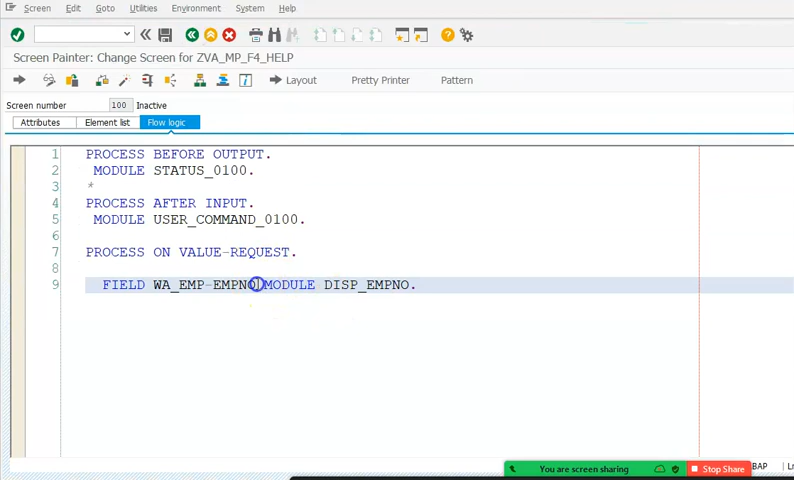 Screen Edit Goto Utilities Environment System Help
Screen Painter: Change Screen for ZVA_MP_F4_HELP
Layout Pretty Printer Pattern
Screen number 100 Inactive
Attributes Element list Flow logic
1 PROCESS BEFORE OUTPUT.
2 MODULE STATUS_0100.
3 *
4 PROCESS AFTER INPUT.
5 MODULE USER_COMMAND_0100.
6
7 PROCESS ON VALUE-REQUEST.
8
9 FIELD WA_EMP-EMPNO MODULE DISP_EMPNO.
You are screen sharing Stop Share BAP Ln